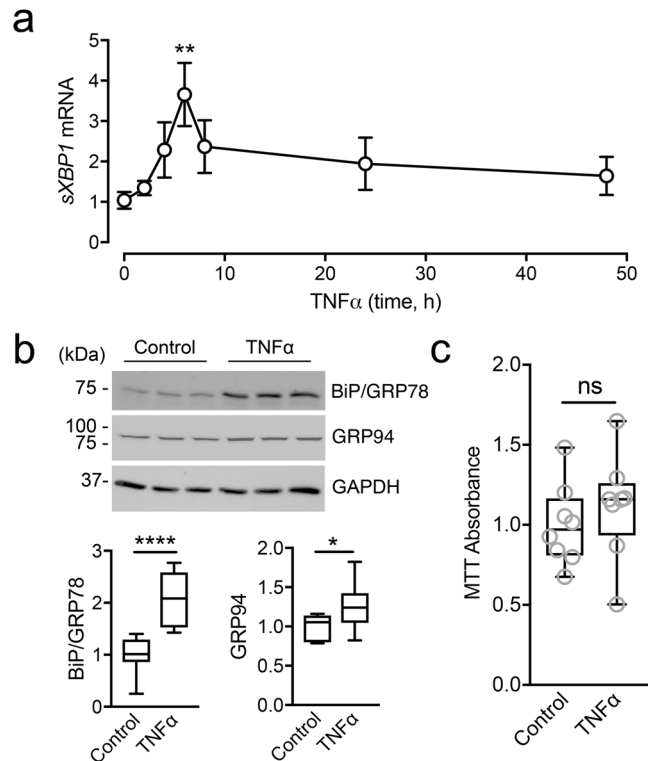 a
5
4
3
2
1
0
**
sXBP1 mRNA
0 10 20 30 40 50
TNFα (time, h)
b
(kDa)
Control TNFα
75 - BiP/GRP78
100 -
75 - GRP94
37- GAPDH
3
2
1
0
****
BiP/GRP78
Control
TNFα
2.0
1.5
1.0
0.5
0.0
*
GRP94
Control
TNFα
c
2.0
1.5
1.0
0.5
0.0
ns
MTT Absorbance
Control
TNFα